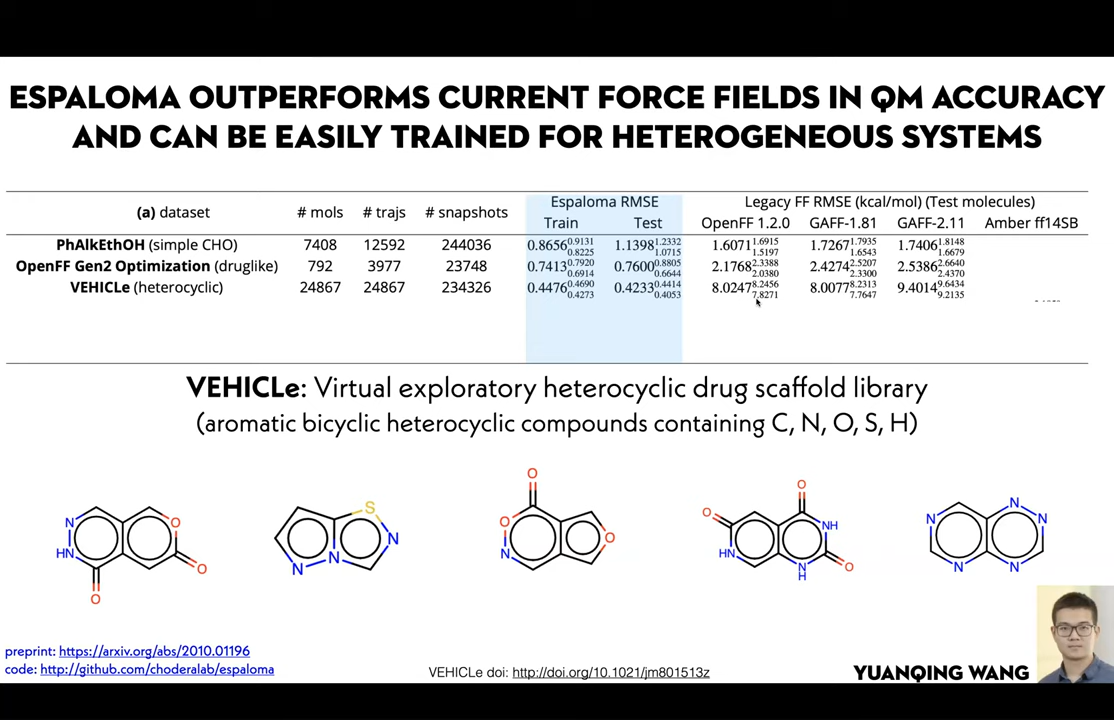 ESPALOMA OUTPERFORMS CURRENT FORCE FIELDS IN QM ACCURACY
AND CAN BE EASILY TRAINED FOR HETEROGENEOUS SYSTEMS
Espaloma RMSE Legacy FF RMSE (kcal/mol) (Test molecules)
(a) dataset # mols # trajs # snapshots Train Test OpenFF 1.2.0 GAFF-1.81 GAFF-2.11 Amber ff14SB
PhAlkEthOH (simple CHO) 7408 12592 244036 0.8656 0.9131 0.8225 1.1398 1.2332 1.0715 1.6071 1.6915 1.5197 1.7267 1.7935 1.6543 1.7406 1.8148 1.6679
OpenFF Gen2 Optimization (druglike) 792 3977 23748 0.7413 0.7920 0.6914 0.7600 0.8805 0.6644 2.1768 2.3388 2.0380 2.4274 2.5207 2.3300 2.5386 2.6640 2.4370
VEHICLe (heterocyclic) 24867 24867 234326 0.4476 0.4690 0.4273 0.4233 0.4414 0.4053 8.0247 8.2456 7.8271 8.0077 8.2313 7.7647 9.4014 9.6434 9.2135
VEHICLe: Virtual exploratory heterocyclic drug scaffold library
(aromatic bicyclic heterocyclic compounds containing C, N, O, S, H)
N HN O O O
S N N N
O O N O
O O NH HN N H O
N N N N N
preprint: https://arxiv.org/abs/2010.01196
code: http://github.com/choderalab/espaloma
VEHICLe doi: http://doi.org/10.1021/jm801513z
YUANQING WANG